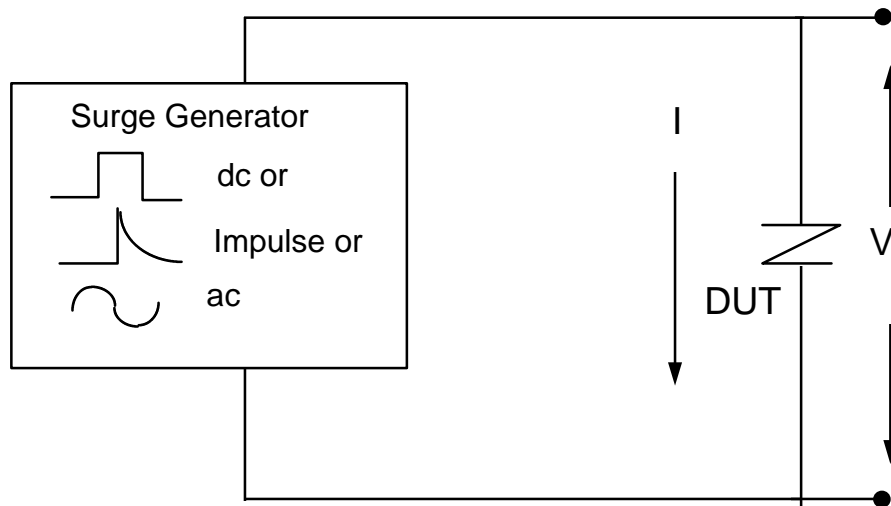 Surge Generator
dc or
Impulse or
ac
I
DUT
V